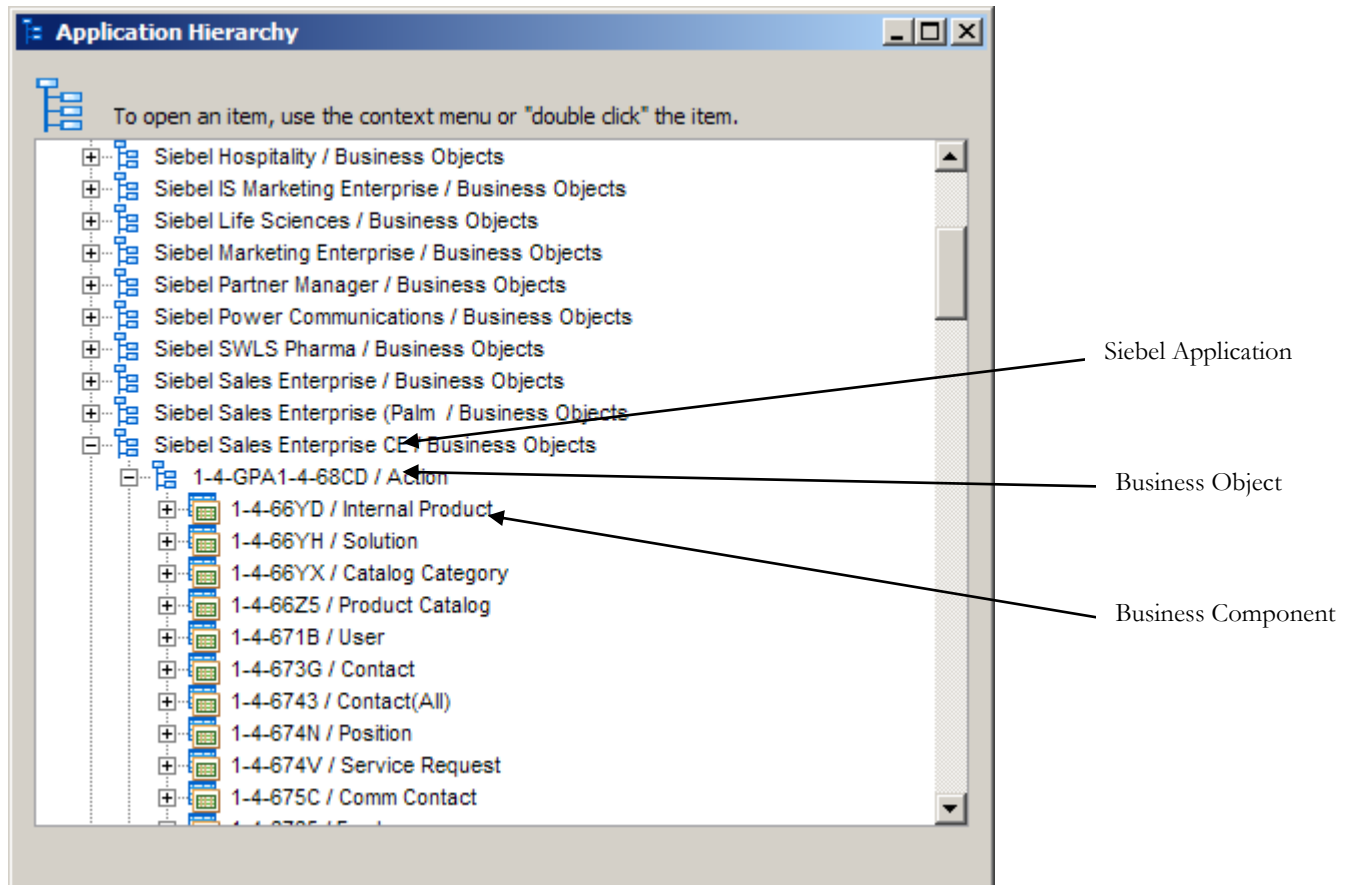 Application Hierarchy
To open an item, use the context menu or "double click" the item.
Siebel Hospitality / Business Objects
Siebel IS Marketing Enterprise / Business Objects
Siebel Life Sciences / Business Objects
Siebel Marketing Enterprise / Business Objects
Siebel Partner Manager / Business Objects
Siebel Power Communications / Business Objects
Siebel SWLS Pharma / Business Objects
Siebel Sales Enterprise / Business Objects
Siebel Sales Enterprise (Palm / Business Objects
Siebel Sales Enterprise CE / Business Objects
1-4-GPA1-4-68CD / Action
1-4-66YD / Internal Product
1-4-66YH / Solution
1-4-66YX / Catalog Category
1-4-66Z5 / Product Catalog
1-4-671B / User
1-4-673G / Contact
1-4-6743 / Contact(All)
1-4-674N / Position
1-4-674V / Service Request
1-4-675C / Comm Contact
Siebel Application
Business Object
Business Component